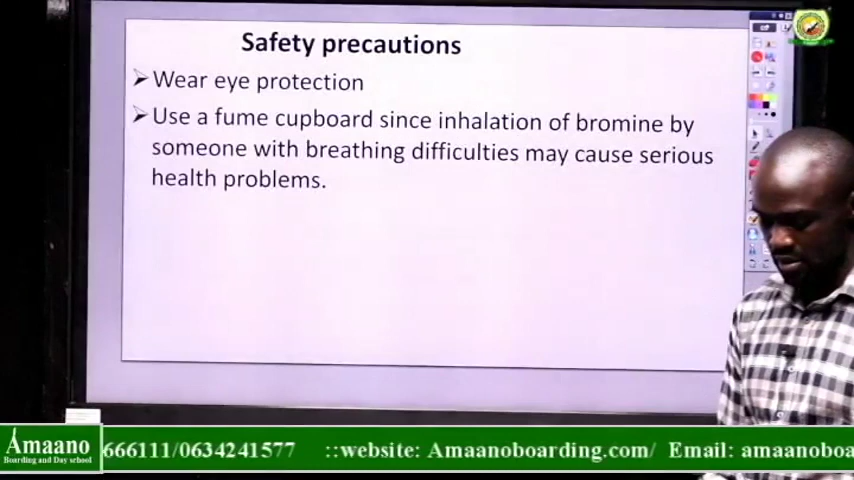 Safety precautions
➢Wear eye protection
➢Use a fume cupboard since inhalation of bromine by
someone with breathing difficulties may cause serious
health problems.
Amaano
Boarding and Day school
666111/0634241577 ::website: Amaanoboarding.com/ Email: amaanoboa